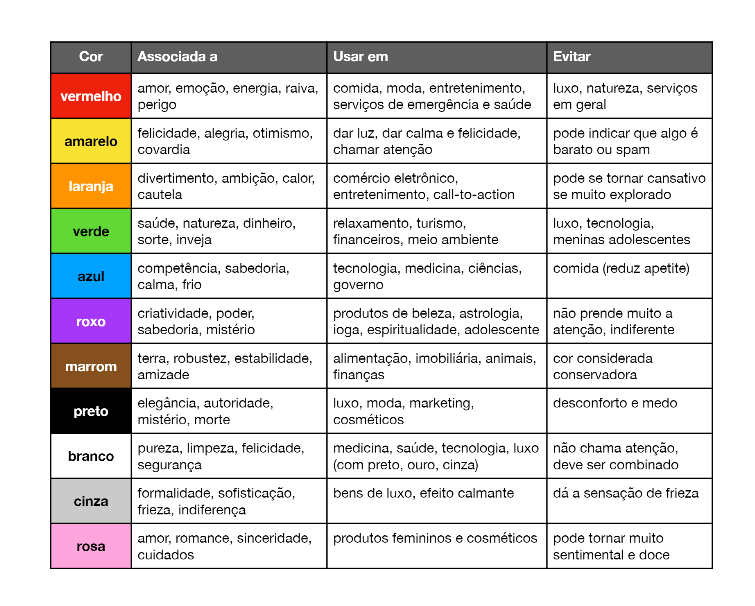 Cor Associada a Usar em Evitar
vermelho
amor, emoção, energia, raiva,
perigo
comida, moda, entretenimento,
serviços de emergência e saúde
luxo, natureza, serviços
em geral
amarelo
felicidade, alegria, otimismo,
covardia
dar luz, dar calma e felicidade,
chamar atenção
pode indicar que algo é
barato ou spam
laranja
divertimento, ambição, calor,
cautela
comércio eletrônico,
entretenimento, call-to-action
pode se tornar cansativo
se muito explorado
verde
saúde, natureza, dinheiro,
sorte, inveja
relaxamento, turismo,
financeiros, meio ambiente
luxo, tecnologia,
meninas adolescentes
azul
competência, sabedoria,
calma, frio
tecnologia, medicina, ciências,
governo
comida (reduz apetite)
roxo
criatividade, poder,
sabedoria, mistério
produtos de beleza, astrologia,
ioga, espiritualidade, adolescente
não prende muito a
atenção, indiferente
marrom
terra, robustez, estabilidade,
amizade
alimentação, imobiliária, animais,
finanças
cor considerada
conservadora
preto
elegância, autoridade,
mistério, morte
luxo, moda, marketing,
cosméticos
desconforto e medo
branco
pureza, limpeza, felicidade,
segurança
medicina, saúde, tecnologia, luxo
(com preto, ouro, cinza)
não chama atenção,
deve ser combinado
cinza
formalidade, sofisticação,
frieza, indiferença
bens de luxo, efeito calmante
dá a sensação de frieza
rosa
amor, romance, sinceridade,
cuidados
produtos femininos e cosméticos
pode tornar muito
sentimental e doce